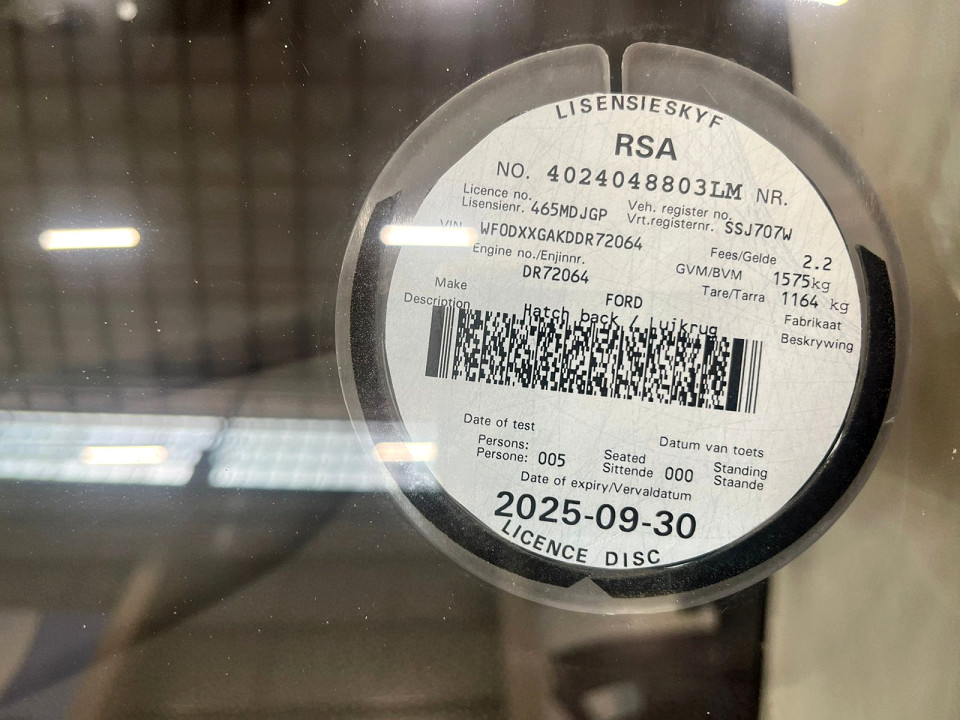 LISENSIESKYF
RSA
NO. 4024048803LM NR.
Licence no. Veh. register no.
Lisensienr. 465MDJGP Vrt.registernr. SSJ707W
VIN WF0DXXGAKDDR72064 Fees/Gelde 2.2
Engine no./Enjinnr. GVM/BVM 1575kg
DR72064 Tare/Tarra 1164 kg
Make FORD Fabrikaat
Description Hatch back / Luikrug Beskrywing
Date of test Datum van toets
Persons: Seated Standing
Persone: 005 Sittende 000 Staande
Date of expiry/Vervaldatum
2025-09-30
LICENCE DISC